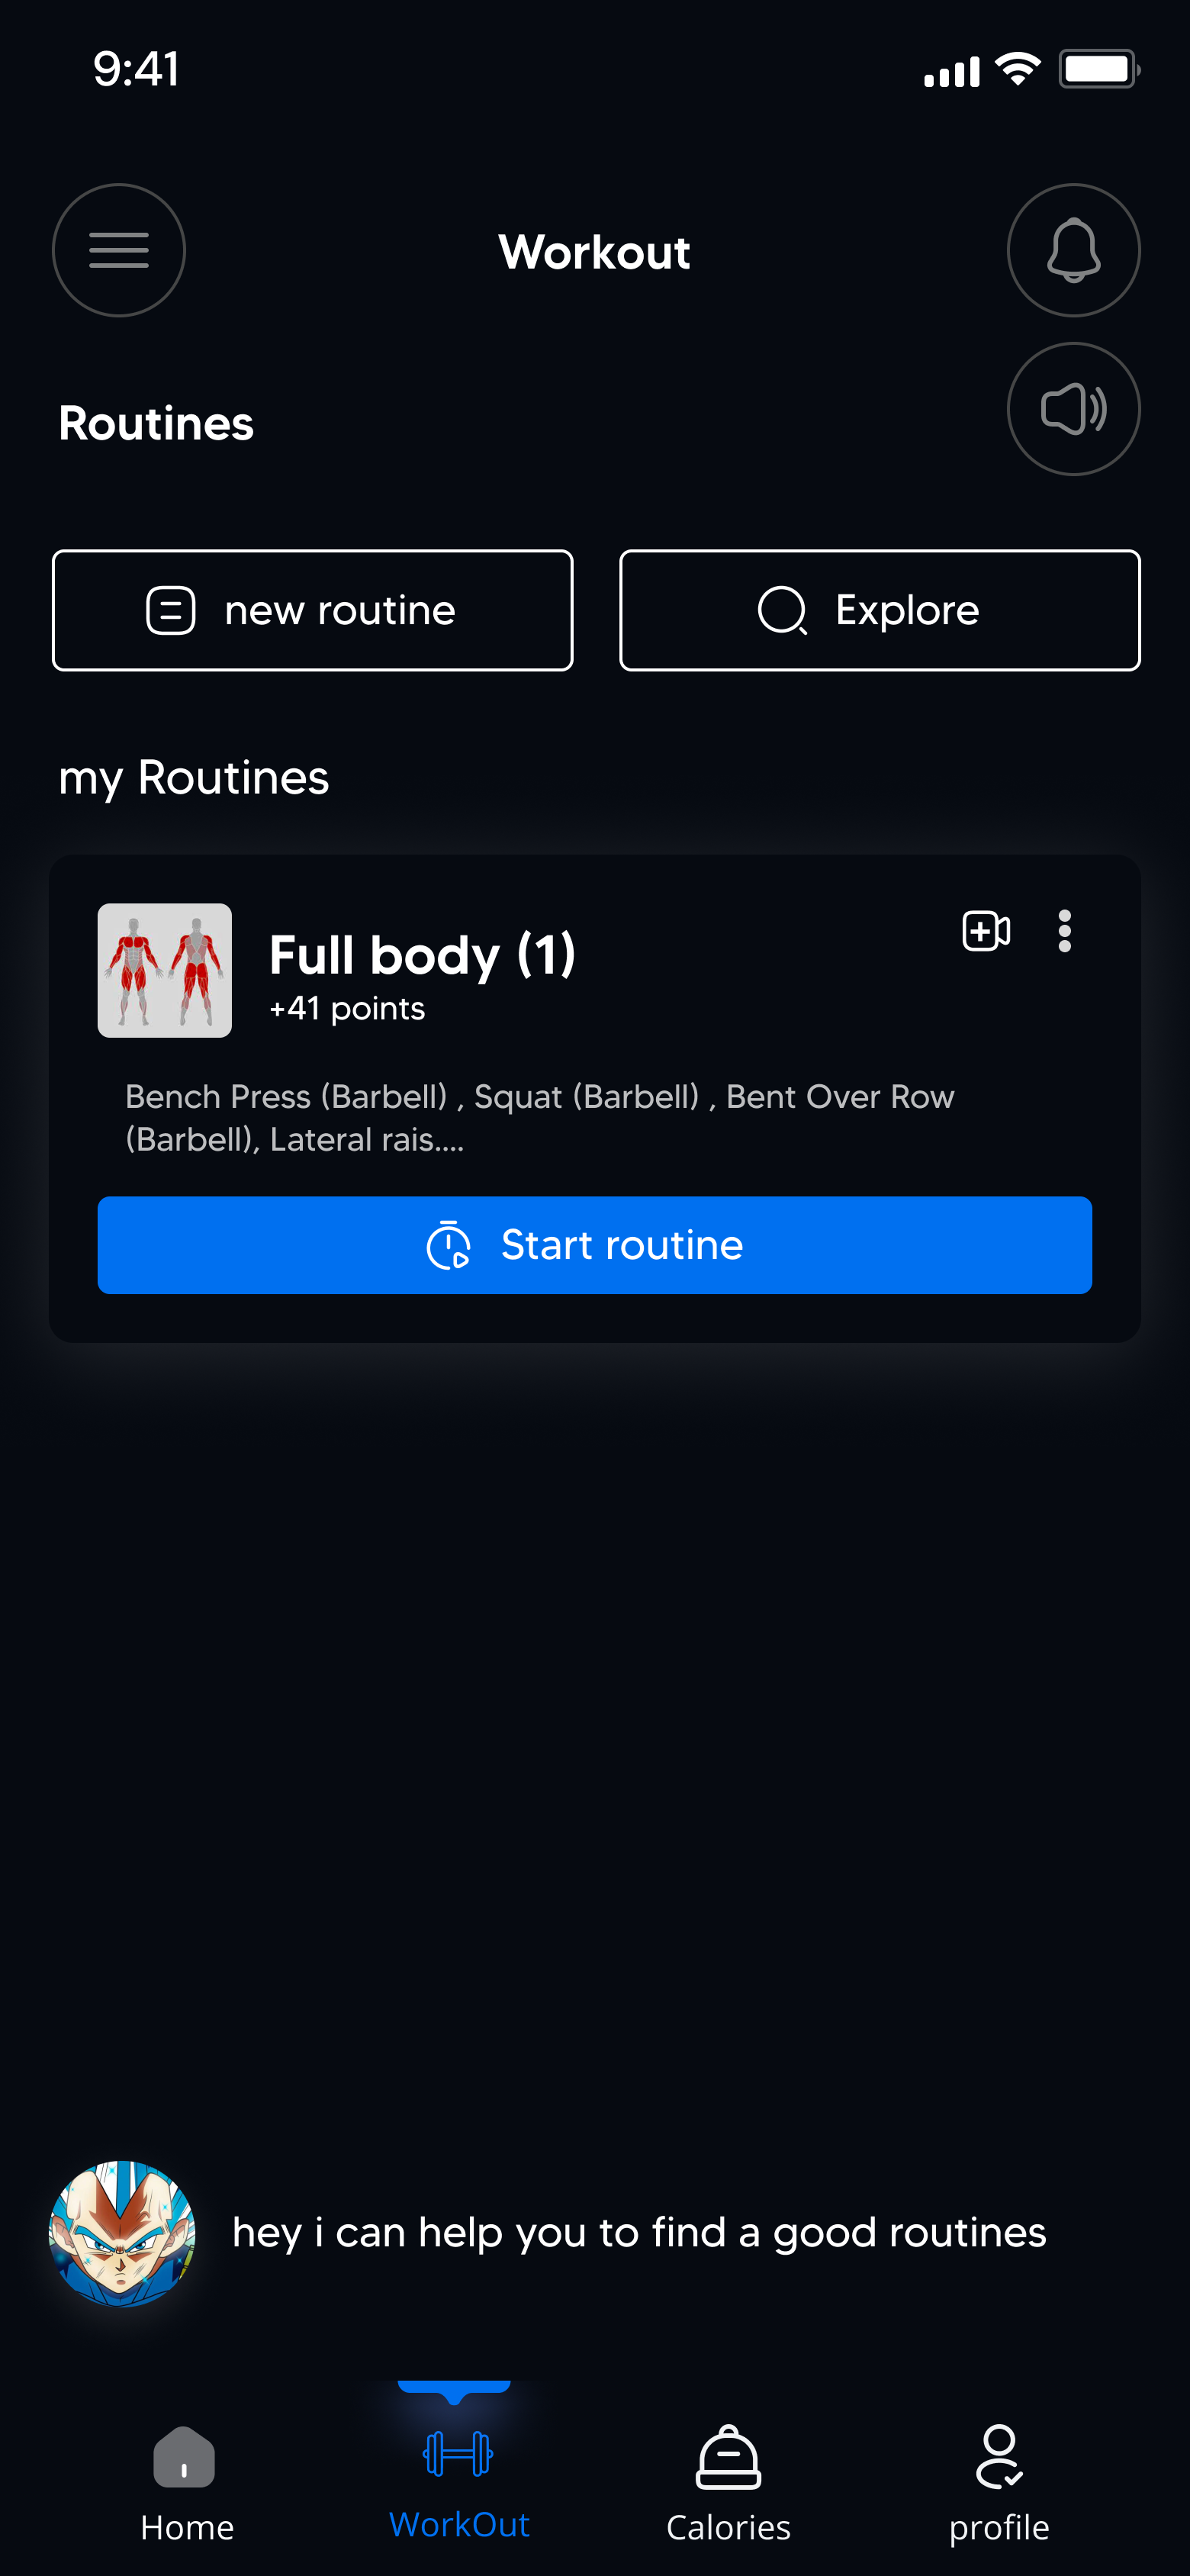 9:41
Workout
Routines
new routine
Explore
my Routines
Full body (1)
+41 points
Bench Press (Barbell) , Squat (Barbell) , Bent Over Row
(Barbell), Lateral rais....
Start routine
hey i can help you to find a good routines
Home
WorkOut
Calories
profile